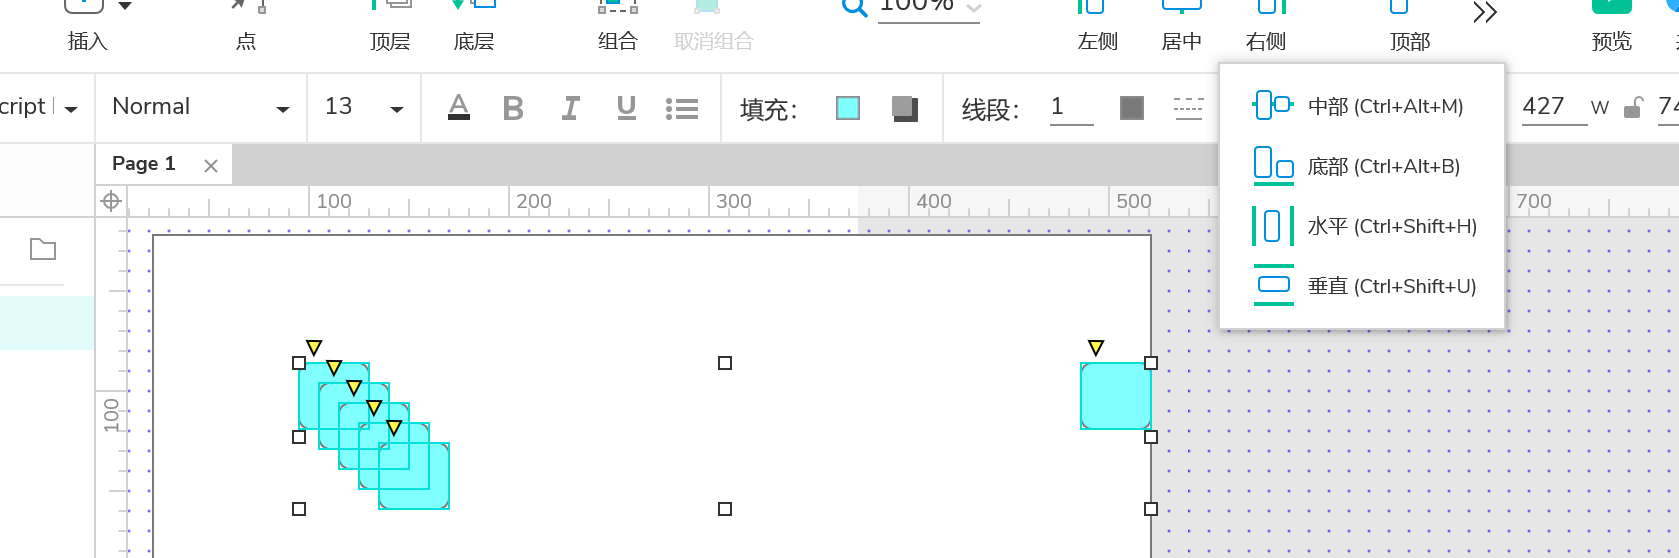 100%
插入 点 顶层 底层 组合 取消组合 左侧 居中 右侧 顶部 预览
cript Normal 13 A B I U 填充： 线段： 1 427 W 74
中部 (Ctrl+Alt+M)
底部 (Ctrl+Alt+B)
水平 (Ctrl+Shift+H)
垂直 (Ctrl+Shift+U)
Page 1
100 200 300 400 500 700
100